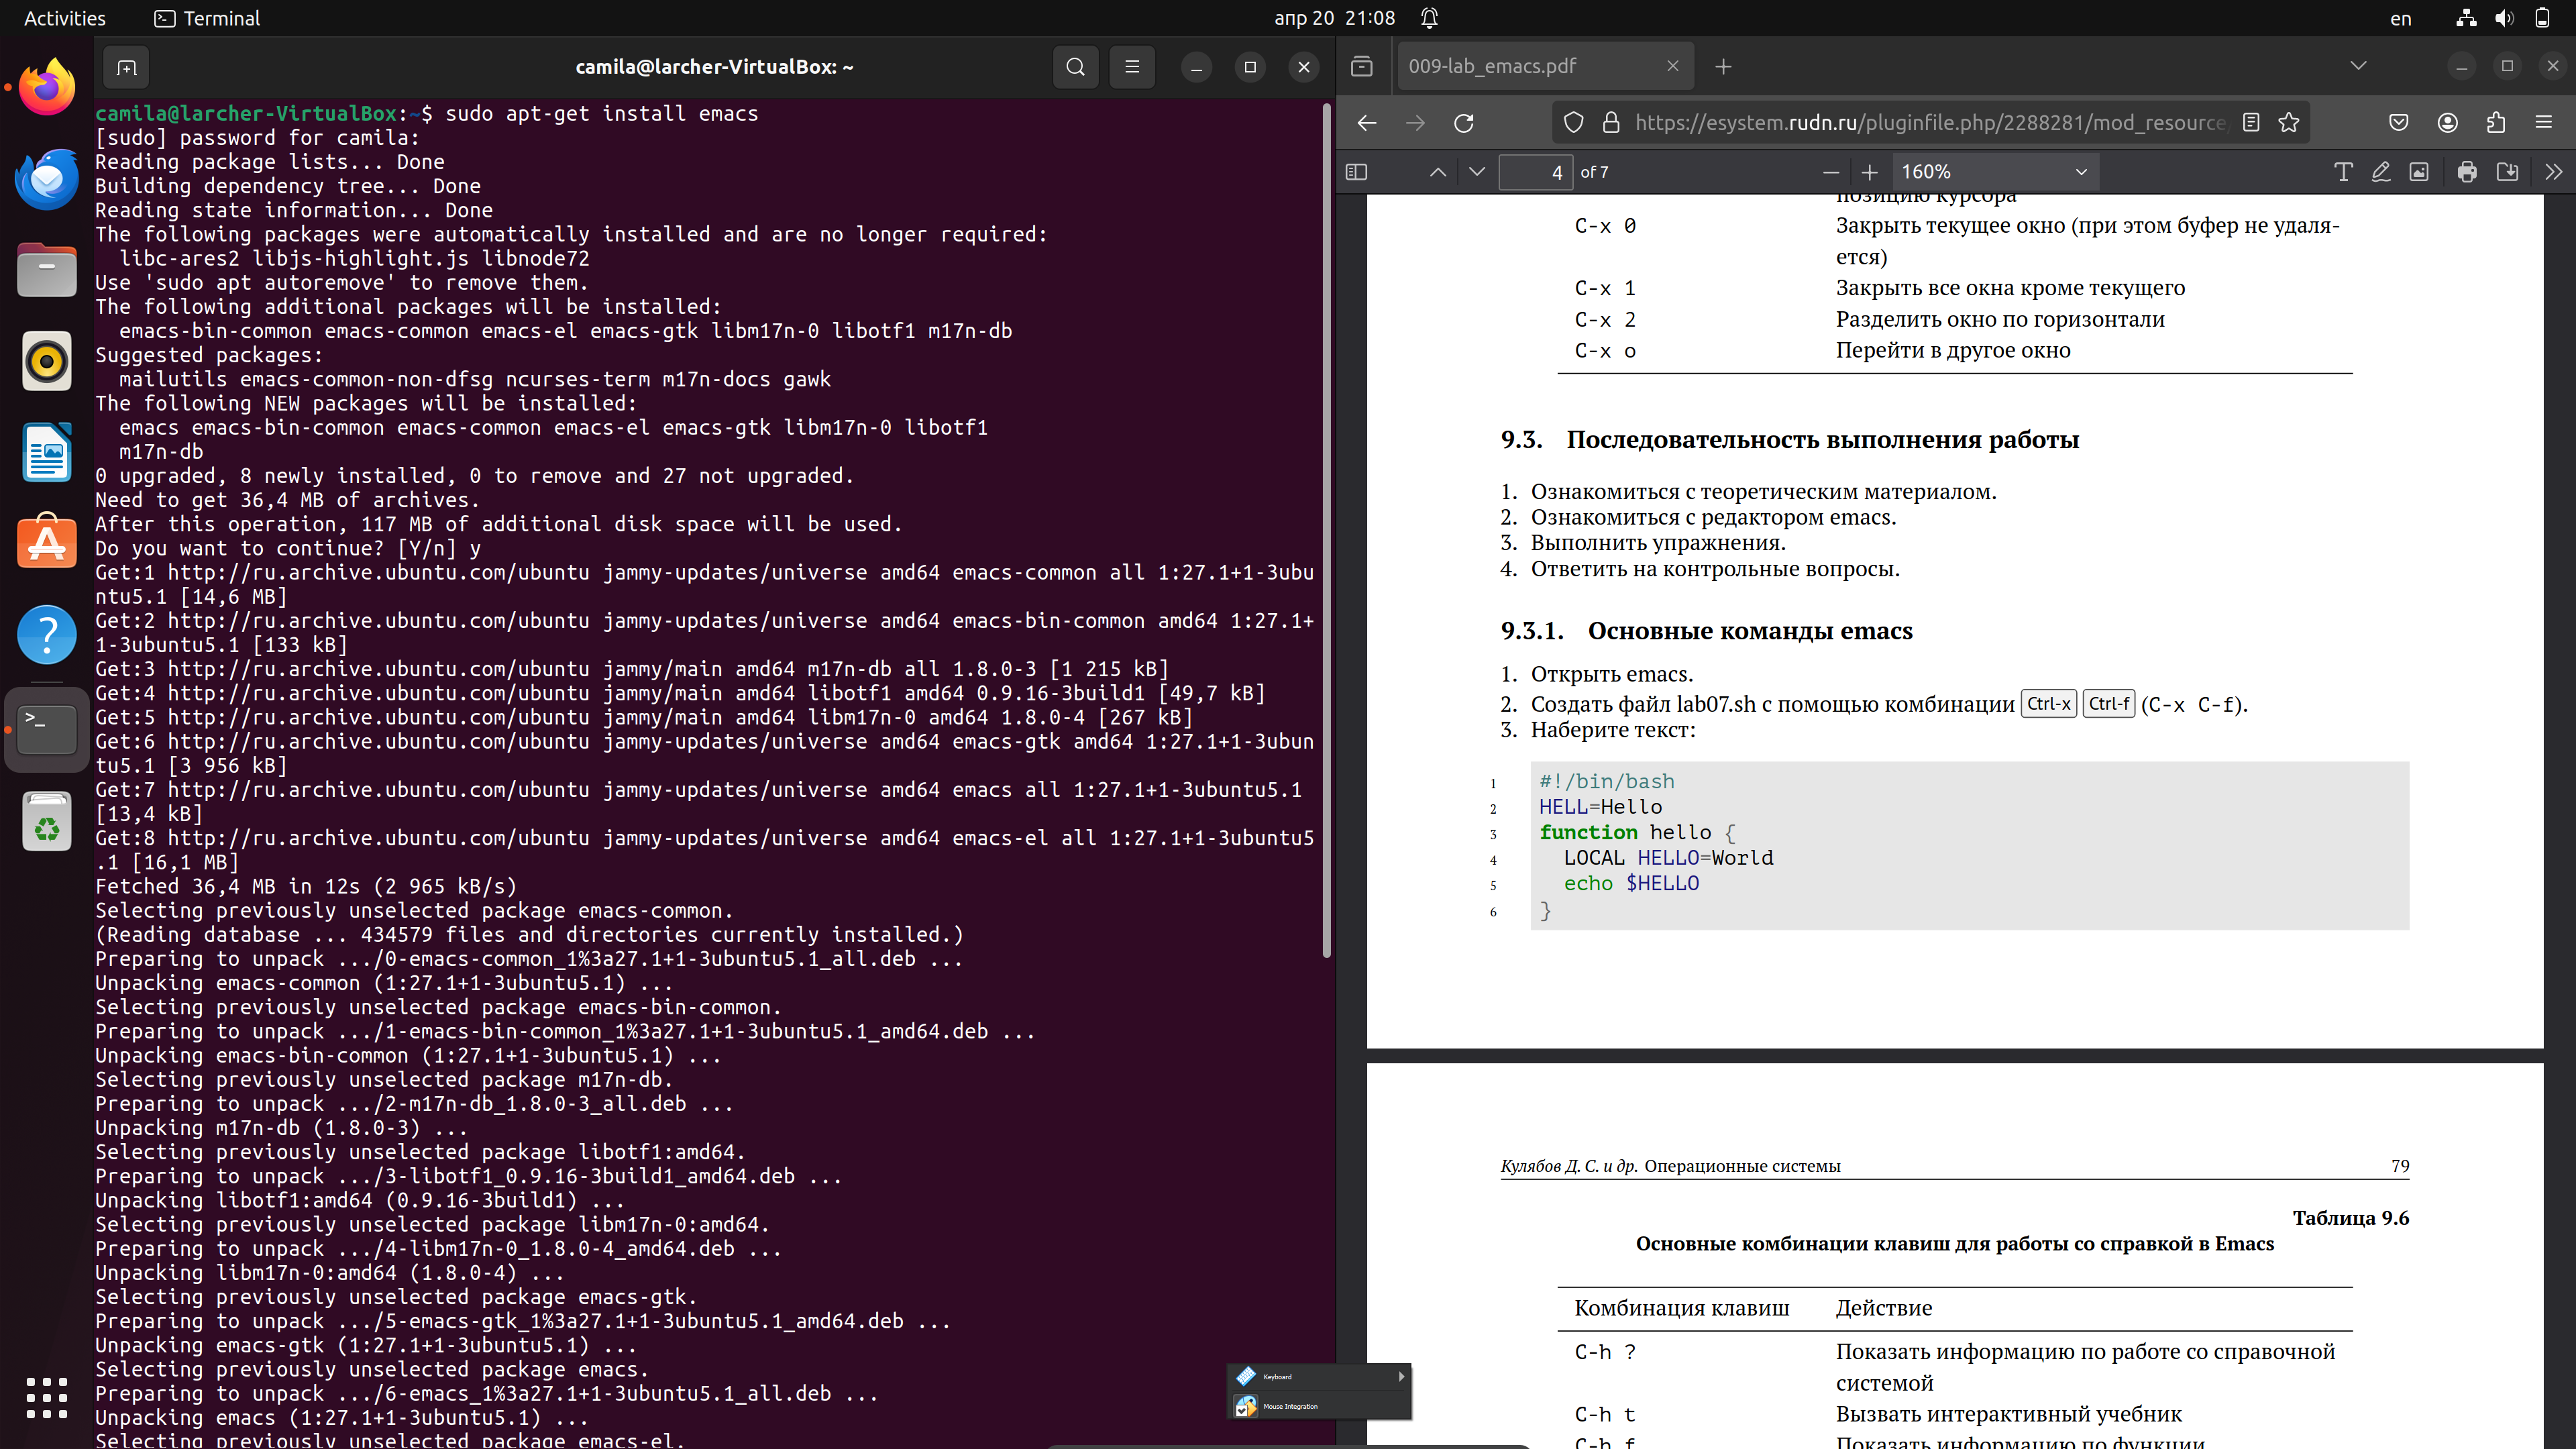 Activities
Terminal
апр 20 21:08
en
camila@larcher-VirtualBox: ~
camila@larcher-VirtualBox:~$ sudo apt-get install emacs
[sudo] password for camila:
Reading package lists... Done
Building dependency tree... Done
Reading state information... Done
The following packages were automatically installed and are no longer required:
  libc-ares2 libjs-highlight.js libnode72
Use 'sudo apt autoremove' to remove them.
The following additional packages will be installed:
  emacs-bin-common emacs-common emacs-el emacs-gtk libm17n-0 libotf1 m17n-db
Suggested packages:
  mailutils emacs-common-non-dfsg ncurses-term m17n-docs gawk
The following NEW packages will be installed:
  emacs emacs-bin-common emacs-common emacs-el emacs-gtk libm17n-0 libotf1
  m17n-db
0 upgraded, 8 newly installed, 0 to remove and 27 not upgraded.
Need to get 36,4 MB of archives.
After this operation, 117 MB of additional disk space will be used.
Do you want to continue? [Y/n] y
Get:1 http://ru.archive.ubuntu.com/ubuntu jammy-updates/universe amd64 emacs-common all 1:27.1+1-3ubu
ntu5.1 [14,6 MB]
Get:2 http://ru.archive.ubuntu.com/ubuntu jammy-updates/universe amd64 emacs-bin-common amd64 1:27.1+
1-3ubuntu5.1 [133 kB]
Get:3 http://ru.archive.ubuntu.com/ubuntu jammy/main amd64 m17n-db all 1.8.0-3 [1 215 kB]
Get:4 http://ru.archive.ubuntu.com/ubuntu jammy/main amd64 libotf1 amd64 0.9.16-3build1 [49,7 kB]
Get:5 http://ru.archive.ubuntu.com/ubuntu jammy/main amd64 libm17n-0 amd64 1.8.0-4 [267 kB]
Get:6 http://ru.archive.ubuntu.com/ubuntu jammy-updates/universe amd64 emacs-gtk amd64 1:27.1+1-3ubun
tu5.1 [3 956 kB]
Get:7 http://ru.archive.ubuntu.com/ubuntu jammy-updates/universe amd64 emacs all 1:27.1+1-3ubuntu5.1
[13,4 kB]
Get:8 http://ru.archive.ubuntu.com/ubuntu jammy-updates/universe amd64 emacs-el all 1:27.1+1-3ubuntu5
.1 [16,1 MB]
Fetched 36,4 MB in 12s (2 965 kB/s)
Selecting previously unselected package emacs-common.
(Reading database ... 434579 files and directories currently installed.)
Preparing to unpack .../0-emacs-common_1%3a27.1+1-3ubuntu5.1_all.deb ...
Unpacking emacs-common (1:27.1+1-3ubuntu5.1) ...
Selecting previously unselected package emacs-bin-common.
Preparing to unpack .../1-emacs-bin-common_1%3a27.1+1-3ubuntu5.1_amd64.deb ...
Unpacking emacs-bin-common (1:27.1+1-3ubuntu5.1) ...
Selecting previously unselected package m17n-db.
Preparing to unpack .../2-m17n-db_1.8.0-3_all.deb ...
Unpacking m17n-db (1.8.0-3) ...
Selecting previously unselected package libotf1:amd64.
Preparing to unpack .../3-libotf1_0.9.16-3build1_amd64.deb ...
Unpacking libotf1:amd64 (0.9.16-3build1) ...
Selecting previously unselected package libm17n-0:amd64.
Preparing to unpack .../4-libm17n-0_1.8.0-4_amd64.deb ...
Unpacking libm17n-0:amd64 (1.8.0-4) ...
Selecting previously unselected package emacs-gtk.
Preparing to unpack .../5-emacs-gtk_1%3a27.1+1-3ubuntu5.1_amd64.deb ...
Unpacking emacs-gtk (1:27.1+1-3ubuntu5.1) ...
Selecting previously unselected package emacs.
Preparing to unpack .../6-emacs_1%3a27.1+1-3ubuntu5.1_all.deb ...
Unpacking emacs (1:27.1+1-3ubuntu5.1) ...
Selecting previously unselected package emacs-el.
Keyboard
Mouse Integration
009-lab_emacs.pdf
https://esystem.rudn.ru/pluginfile.php/2288281/mod_resource/
4 of 7
160%
позицию курсора
C-x 0 Закрыть текущее окно (при этом буфер не удаля-
ется)
C-x 1 Закрыть все окна кроме текущего
C-x 2 Разделить окно по горизонтали
C-x o Перейти в другое окно
9.3. Последовательность выполнения работы
1. Ознакомиться с теоретическим материалом.
2. Ознакомиться с редактором emacs.
3. Выполнить упражнения.
4. Ответить на контрольные вопросы.
9.3.1. Основные команды emacs
1. Открыть emacs.
2. Создать файл lab07.sh с помощью комбинации Ctrl-x Ctrl-f (C-x C-f).
3. Наберите текст:
1 #!/bin/bash
2 HELL=Hello
3 function hello {
4   LOCAL HELLO=World
5   echo $HELLO
6 }
Кулябов Д. С. и др. Операционные системы 79
Таблица 9.6
Основные комбинации клавиш для работы со справкой в Emacs
Комбинация клавиш Действие
C-h ? Показать информацию по работе со справочной
системой
C-h t Вызвать интерактивный учебник
C-h f Показать информацию по функции